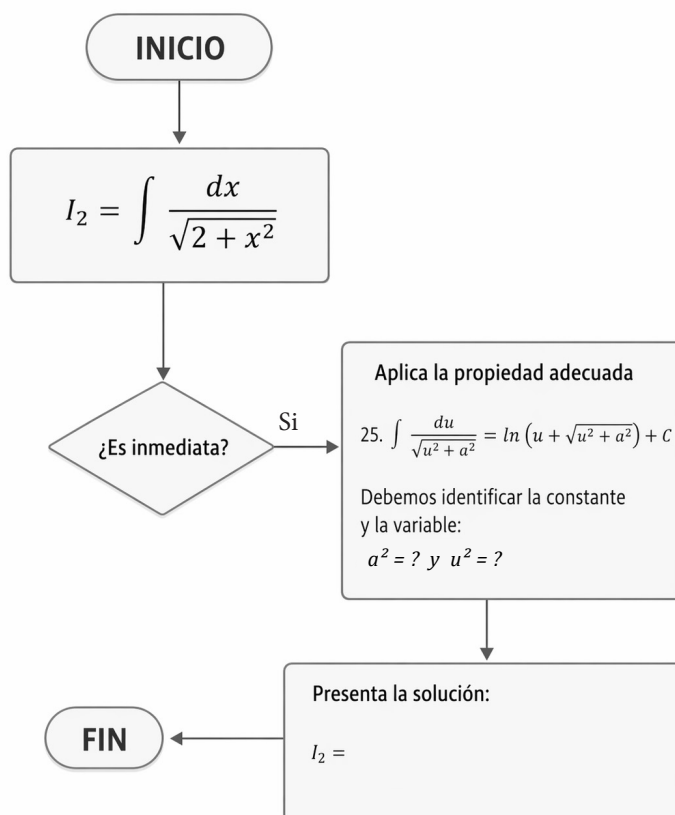 INICIO
I₂ = ∫ dx / √(2 + x²)
¿Es inmediata?
Si
Aplica la propiedad adecuada
25. ∫ du / √(u² + a²) = ln (u + √(u² + a²)) + C
Debemos identificar la constante
y la variable:
a² = ? y u² = ?
Presenta la solución:
I₂ =
FIN